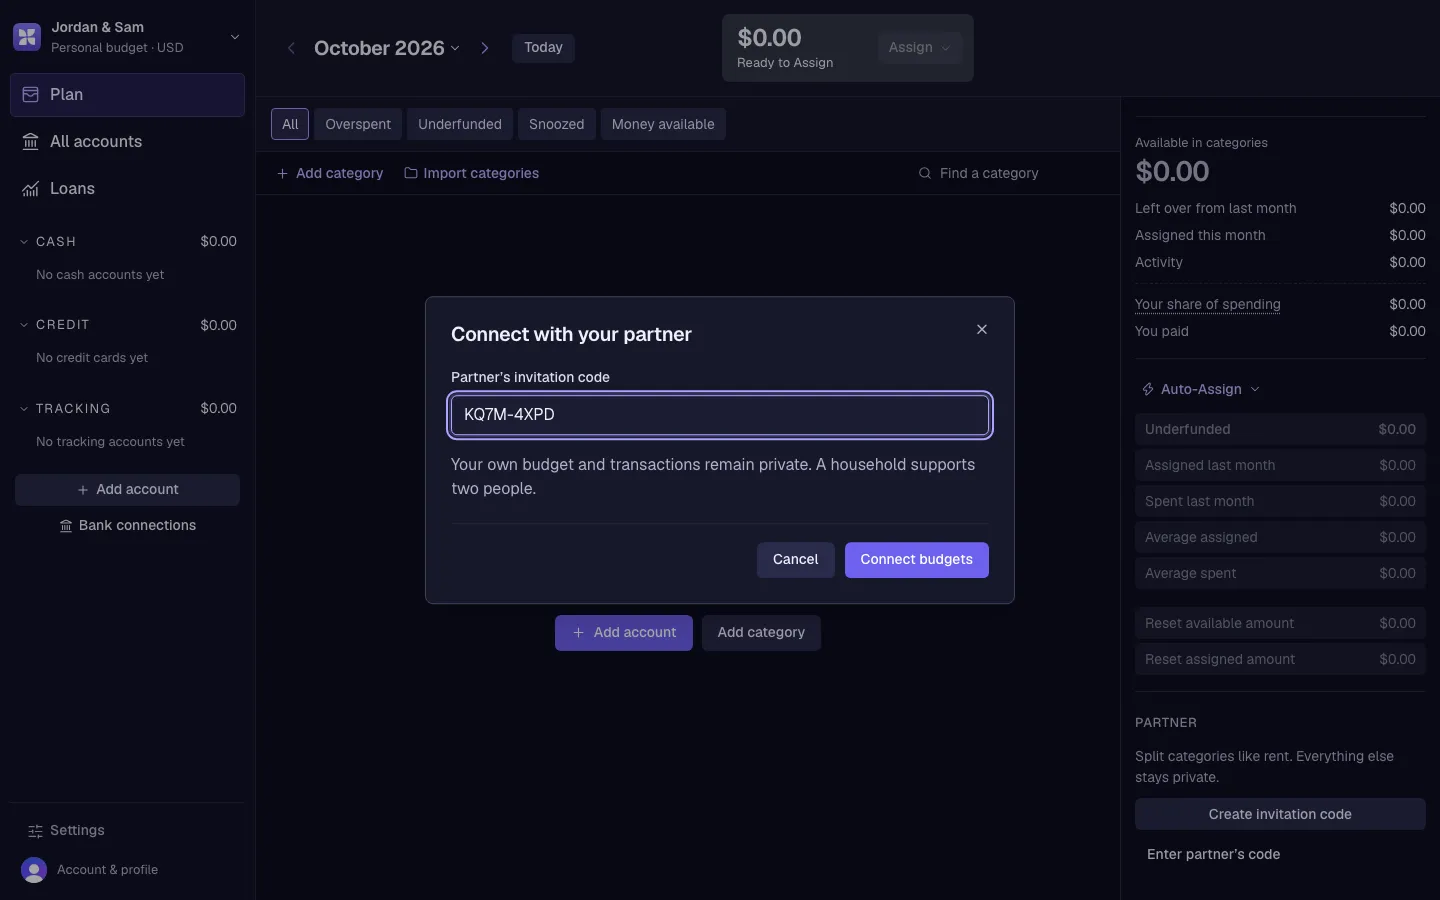 Jordan & Sam
Personal budget · USD
Plan
All accounts
Loans
CASH $0.00
No cash accounts yet
CREDIT $0.00
No credit cards yet
TRACKING $0.00
No tracking accounts yet
+ Add account
Bank connections
Settings
Account & profile
October 2026
Today
$0.00
Ready to Assign
Assign
All
Overspent
Underfunded
Snoozed
Money available
+ Add category
Import categories
Find a category
Connect with your partner
Partner's invitation code
KQ7M-4XPD
Your own budget and transactions remain private. A household supports
two people.
Cancel
Connect budgets
+ Add account
Add category
Available in categories
$0.00
Left over from last month $0.00
Assigned this month $0.00
Activity $0.00
Your share of spending $0.00
You paid $0.00
Auto-Assign
Underfunded $0.00
Assigned last month $0.00
Spent last month $0.00
Average assigned $0.00
Average spent $0.00
Reset available amount $0.00
Reset assigned amount $0.00
PARTNER
Split categories like rent. Everything else
stays private.
Create invitation code
Enter partner's code